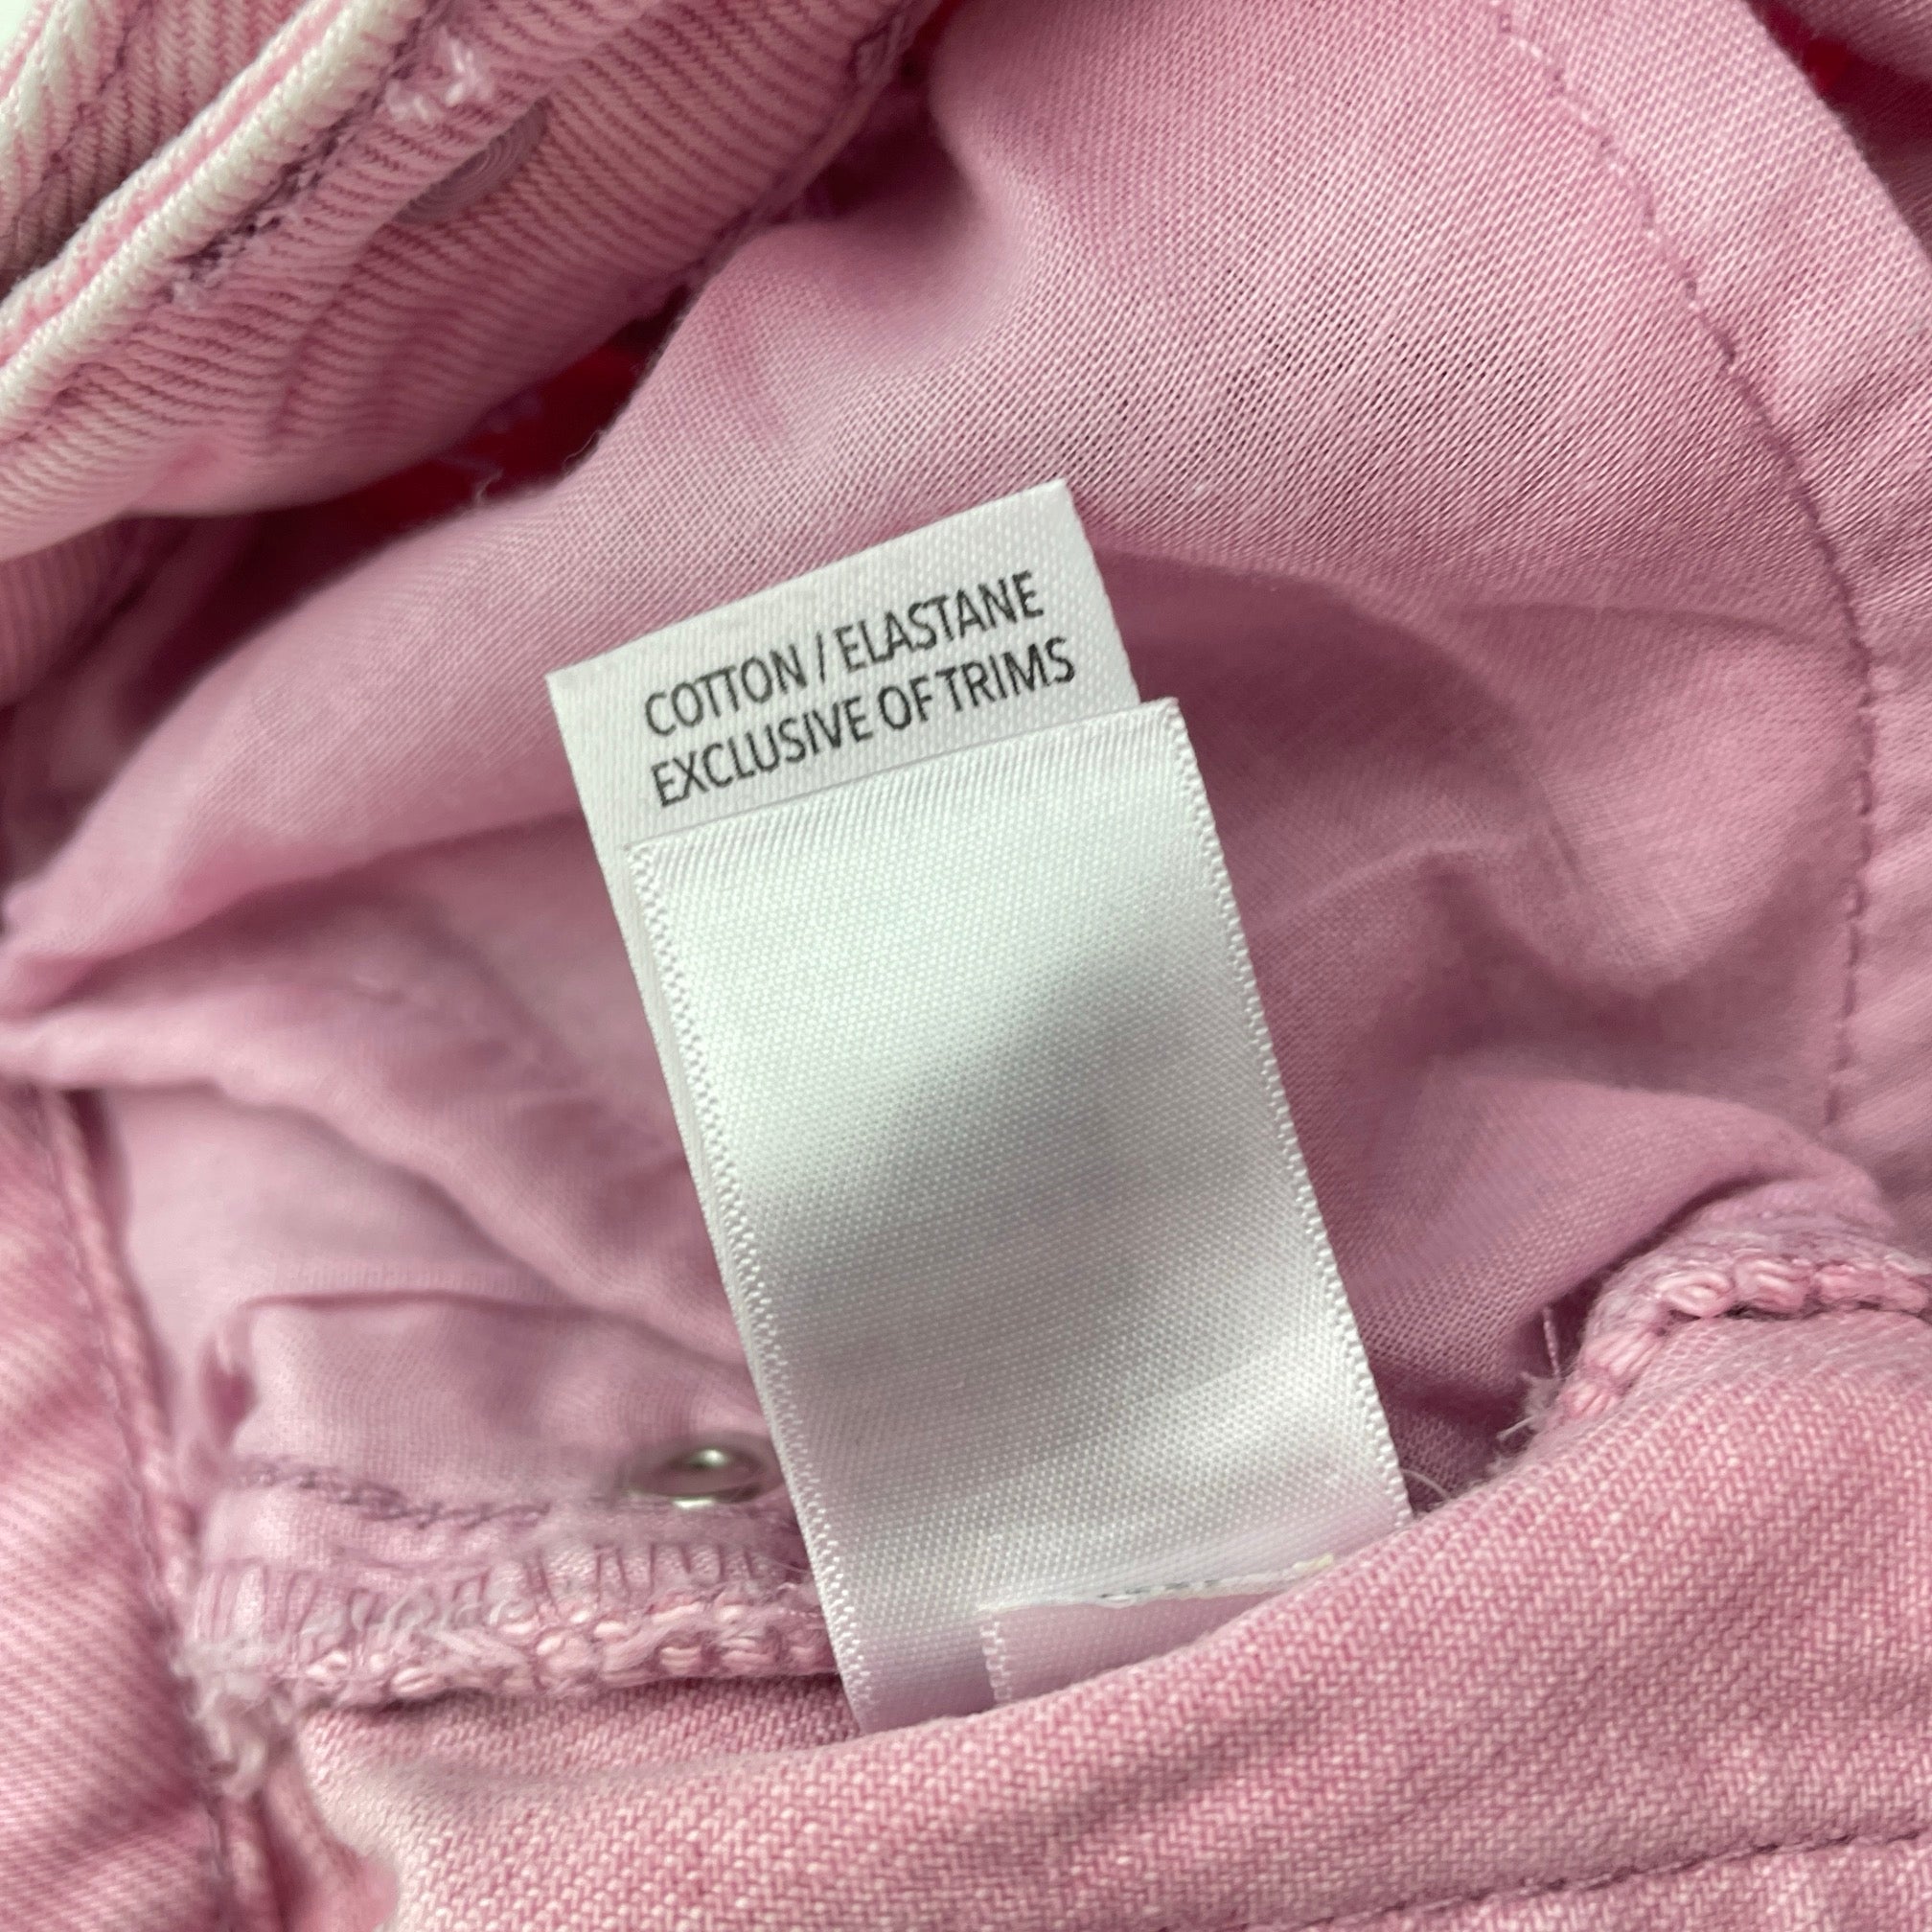 COTTON / ELASTANE
EXCLUSIVE OF TRIMS